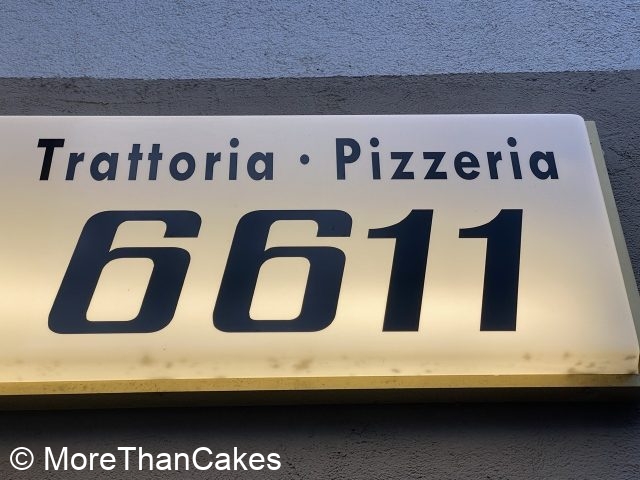 Trattoria · Pizzeria
6611
© MoreThanCakes